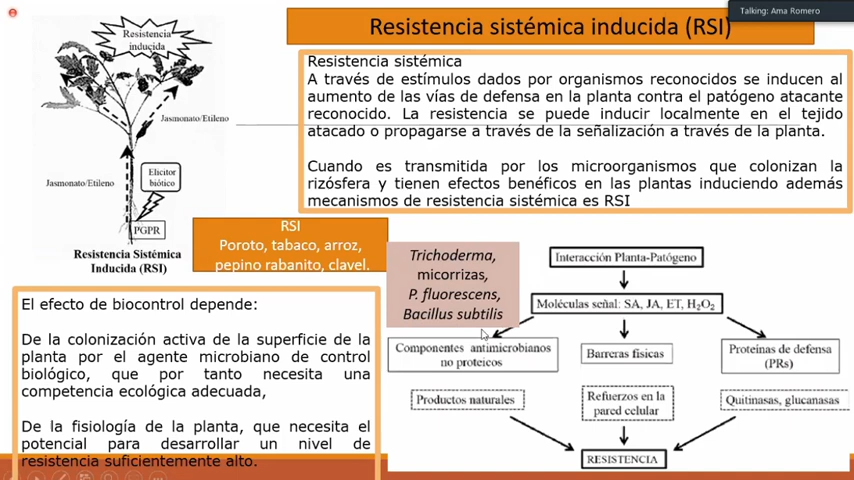 Talking: Ama Romero
Resistencia sistémica inducida (RSI)
Resistencia
inducida
Jasmonato/Etileno
Jasmonato/Etileno
Elicitor
biótico
PGPR
Resistencia Sistémica
Inducida (RSI)
Resistencia sistémica
A través de estímulos dados por organismos reconocidos se inducen al
aumento de las vías de defensa en la planta contra el patógeno atacante
reconocido. La resistencia se puede inducir localmente en el tejido
atacado o propagarse a través de la señalización a través de la planta.
Cuando es transmitida por los microorganismos que colonizan la
rizósfera y tienen efectos benéficos en las plantas induciendo además
mecanismos de resistencia sistémica es RSI
RSI
Poroto, tabaco, arroz,
pepino rabanito, clavel.
Trichoderma,
micorrizas,
P. fluorescens,
Bacillus subtilis
El efecto de biocontrol depende:
De la colonización activa de la superficie de la
planta por el agente microbiano de control
biológico, que por tanto necesita una
competencia ecológica adecuada,
De la fisiología de la planta, que necesita el
potencial para desarrollar un nivel de
resistencia suficientemente alto.
Interacción Planta-Patógeno
Moléculas señal: SA, JA, ET, H₂O₂
Componentes antimicrobianos
no proteicos
Barreras físicas
Proteínas de defensa
(PRs)
Productos naturales
Refuerzos en la
pared celular
Quitinasas, glucanasas
RESISTENCIA